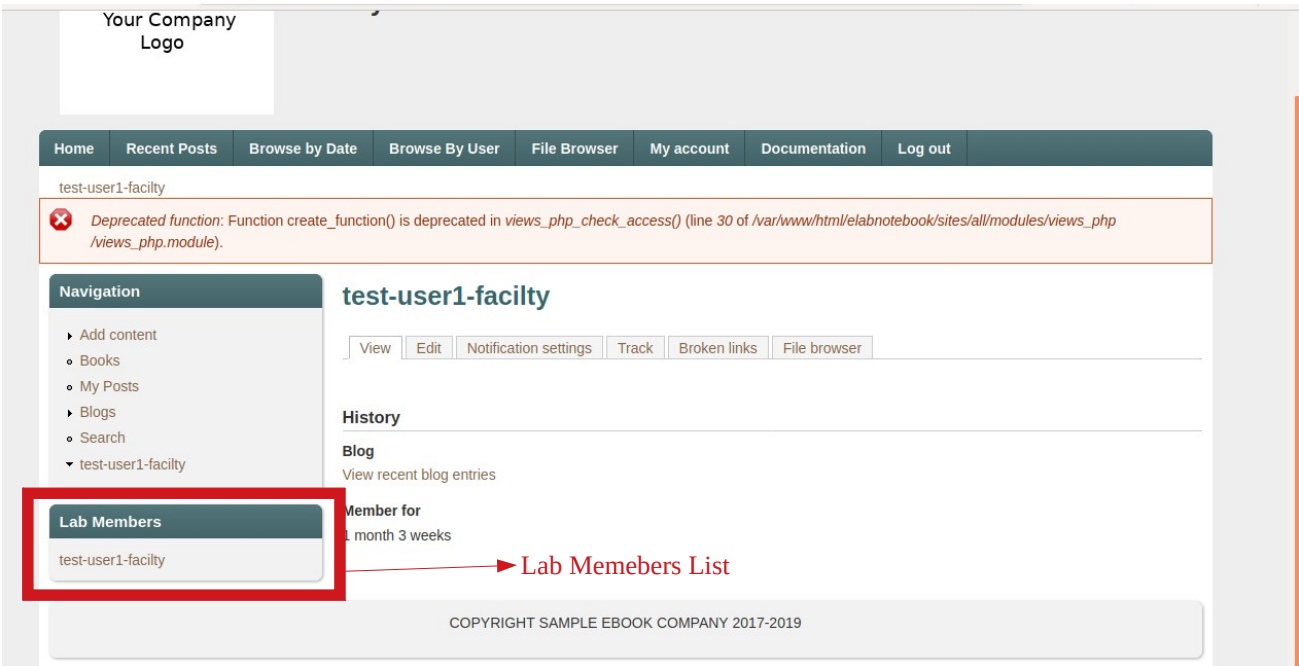 Your Company
Logo
Home Recent Posts Browse by Date Browse By User File Browser My account Documentation Log out
test-user1-facilty
Deprecated function: Function create_function() is deprecated in views_php_check_access() (line 30 of /var/www/html/elabnotebook/sites/all/modules/views_php
/views_php.module).
Navigation
Add content
Books
My Posts
Blogs
Search
test-user1-facilty
Lab Members
test-user1-facilty
test-user1-facilty
View Edit Notification settings Track Broken links File browser
History
Blog
View recent blog entries
Member for
1 month 3 weeks
Lab Memebers List
COPYRIGHT SAMPLE EBOOK COMPANY 2017-2019